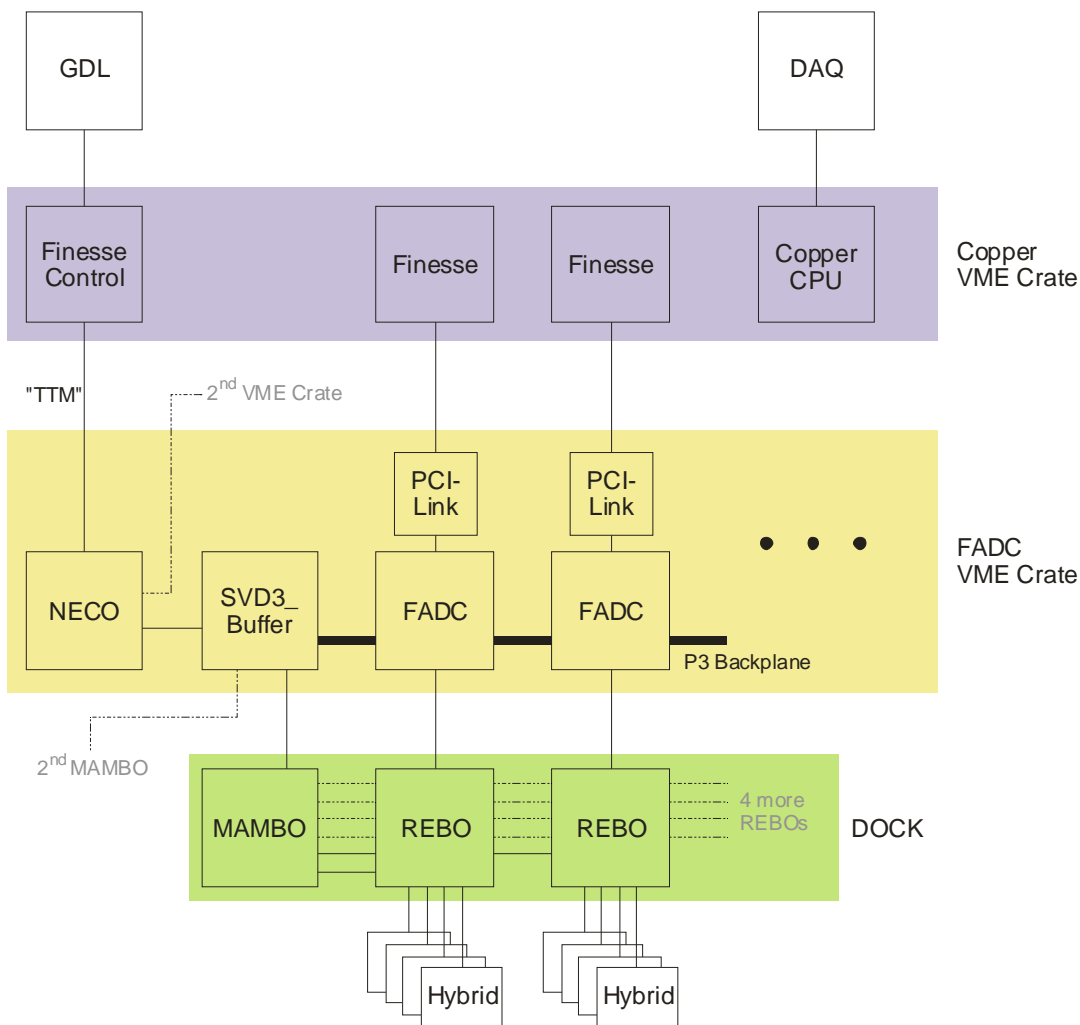 GDL
DAQ
Finesse
Control
Finesse
Finesse
Copper
CPU
Copper
VME Crate
"TTM"
2nd VME Crate
PCI-
Link
PCI-
Link
NECO
SVD3_
Buffer
FADC
FADC
FADC
VME Crate
P3 Backplane
2nd MAMBO
MAMBO
REBO
REBO
4 more
REBOs
DOCK
Hybrid
Hybrid